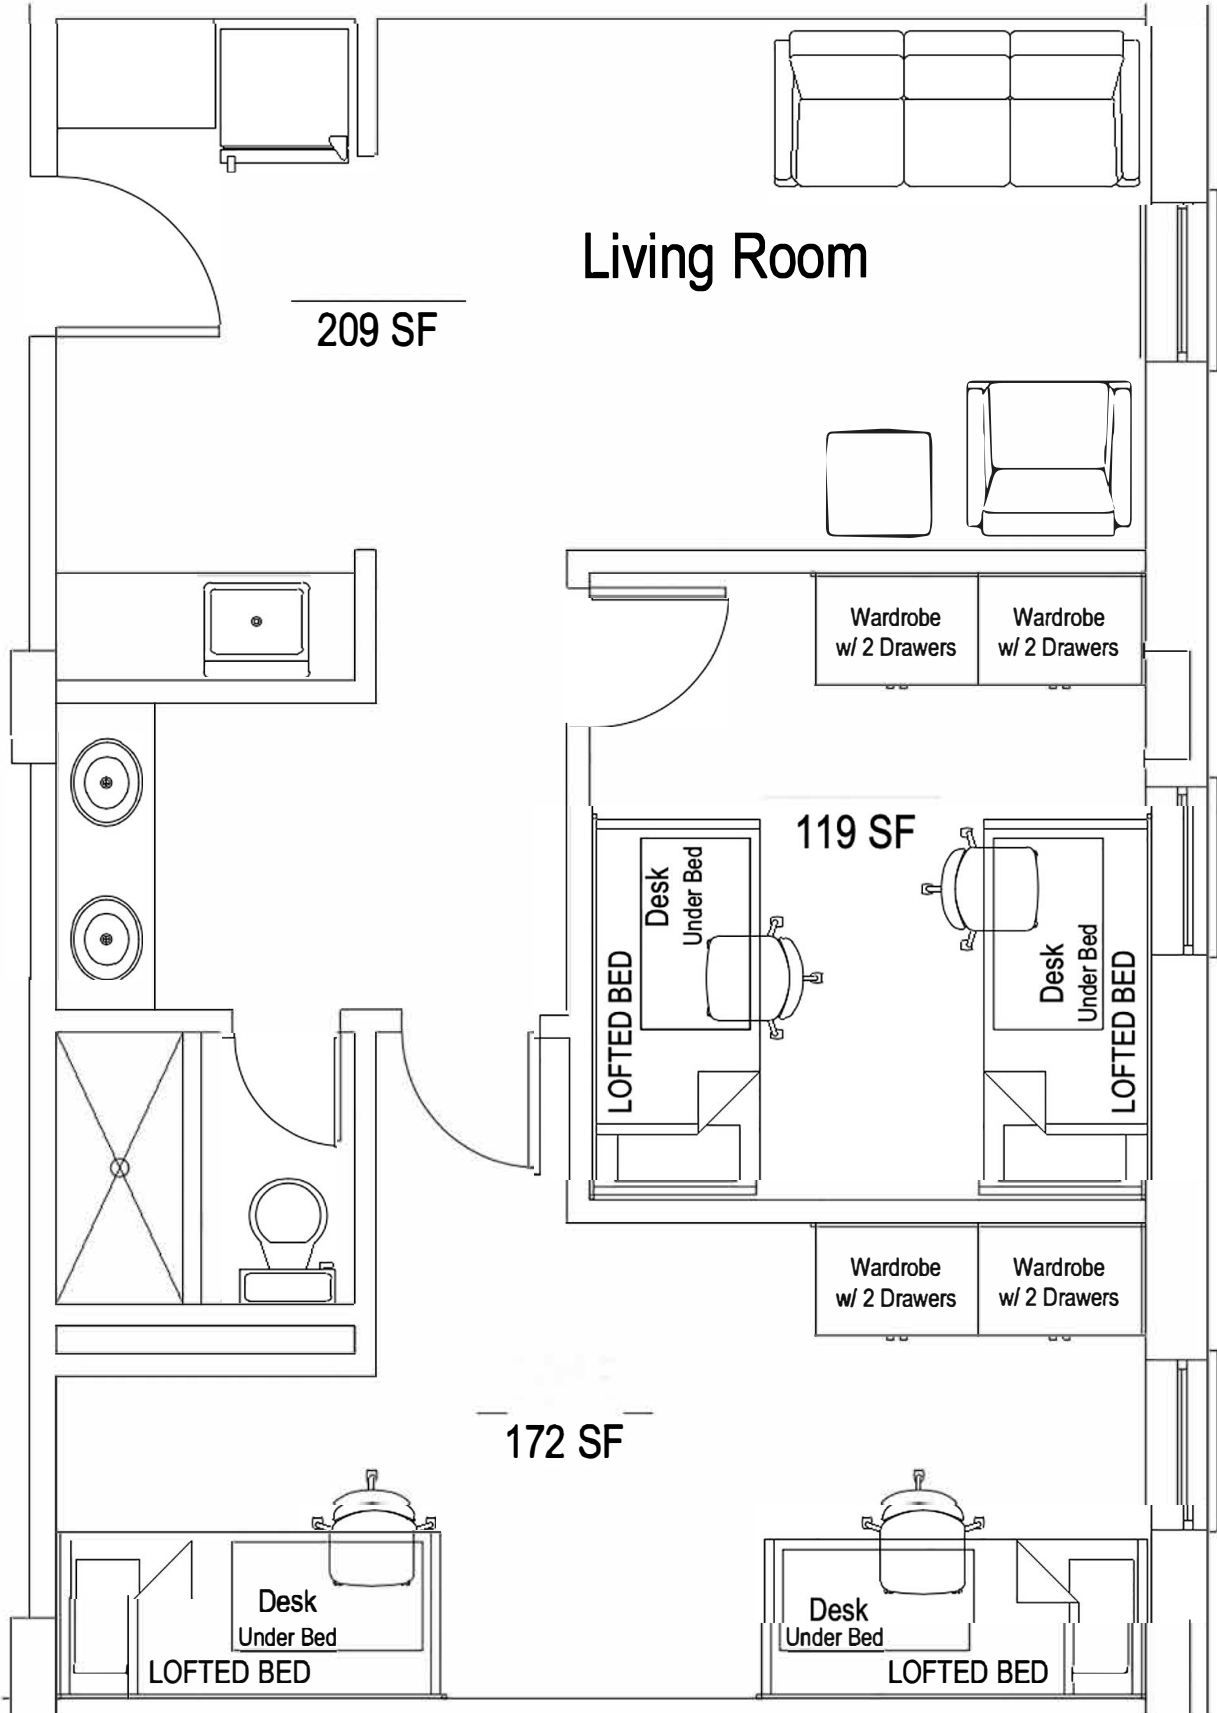 Living Room
209 SF
Wardrobe
w/ 2 Drawers
Wardrobe
w/ 2 Drawers
119 SF
Desk
Under Bed
LOFTED BED
Desk
Under Bed
LOFTED BED
Wardrobe
w/ 2 Drawers
Wardrobe
w/ 2 Drawers
172 SF
Desk
Under Bed
LOFTED BED
Desk
Under Bed
LOFTED BED